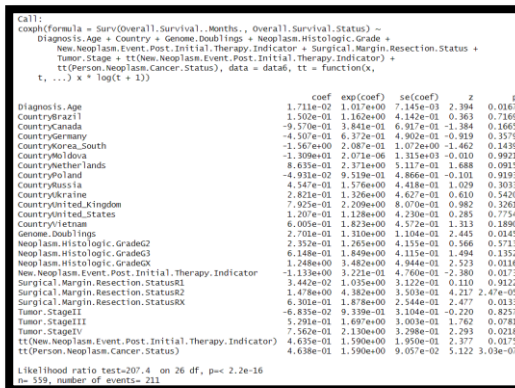 Call:
coxph(formula = Surv(Overall.Survival..Months., Overall.Survival.Status) ~
Diagnosis.Age + Country + Genome.Doublings + Neoplasm.Histologic.Grade +
New.Neoplasm.Event.Post.Initial.Therapy.Indicator + Surgical.Margin.Resection.Status +
Tumor.Stage + tt(New.Neoplasm.Event.Post.Initial.Therapy.Indicator) +
tt(Person.Neoplasm.Cancer.Status), data = data6, tt = function(x,
t, ...) x * log(t + 1))
coef exp(coef) se(coef) z p
Diagnosis.Age 1.711e-02 1.017e+00 7.145e-03 2.394 0.0167
CountryBrazil 1.502e-01 1.162e+00 4.142e-01 0.363 0.7169
CountryCanada -9.570e-01 3.841e-01 6.917e-01 -1.384 0.1665
CountryGermany -4.507e-01 6.372e-01 4.902e-01 -0.919 0.3579
CountryKorea_South -1.567e+00 2.087e-01 1.072e+00 -1.462 0.1439
CountryMoldova -1.309e+01 2.071e-06 1.315e+03 -0.010 0.9921
CountryNetherlands 8.635e-01 2.371e+00 5.117e-01 1.688 0.0915
CountryPoland -4.931e-02 9.519e-01 4.866e-01 -0.101 0.9193
CountryRussia 4.547e-01 1.576e+00 4.418e-01 1.029 0.3033
CountryUkraine 2.821e-01 1.326e+00 4.627e-01 0.610 0.5420
CountryUnited_Kingdom 7.925e-01 2.209e+00 8.070e-01 0.982 0.3261
CountryUnited_States 1.207e-01 1.128e+00 4.230e-01 0.285 0.7754
CountryVietnam 6.005e-01 1.823e+00 4.572e-01 1.313 0.1890
Genome.Doublings 2.701e-01 1.310e+00 1.104e-01 2.445 0.0145
Neoplasm.Histologic.GradeG2 2.352e-01 1.265e+00 4.155e-01 0.566 0.5713
Neoplasm.Histologic.GradeG3 6.148e-01 1.849e+00 4.115e-01 1.494 0.1352
Neoplasm.Histologic.GradeGX 1.248e+00 3.482e+00 4.944e-01 2.523 0.0116
New.Neoplasm.Event.Post.Initial.Therapy.Indicator -1.133e+00 3.221e-01 4.760e-01 -2.380 0.0173
Surgical.Margin.Resection.StatusR1 3.442e-02 1.035e+00 3.122e-01 0.110 0.9122
Surgical.Margin.Resection.StatusR2 1.478e+00 4.382e+00 3.503e-01 4.217 2.47e-05
Surgical.Margin.Resection.StatusRX 6.301e-01 1.878e+00 2.544e-01 2.477 0.0133
Tumor.StageII -6.835e-02 9.339e-01 3.104e-01 -0.220 0.8257
Tumor.StageIII 5.291e-01 1.697e+00 3.003e-01 1.762 0.0781
Tumor.StageIV 7.562e-01 2.130e+00 3.298e-01 2.293 0.0218
tt(New.Neoplasm.Event.Post.Initial.Therapy.Indicator) 4.635e-01 1.590e+00 1.950e-01 2.377 0.0175
tt(Person.Neoplasm.Cancer.Status) 4.638e-01 1.590e+00 9.057e-02 5.122 3.03e-07
Likelihood ratio test=207.4 on 26 df, p=< 2.2e-16
n= 559, number of events= 211